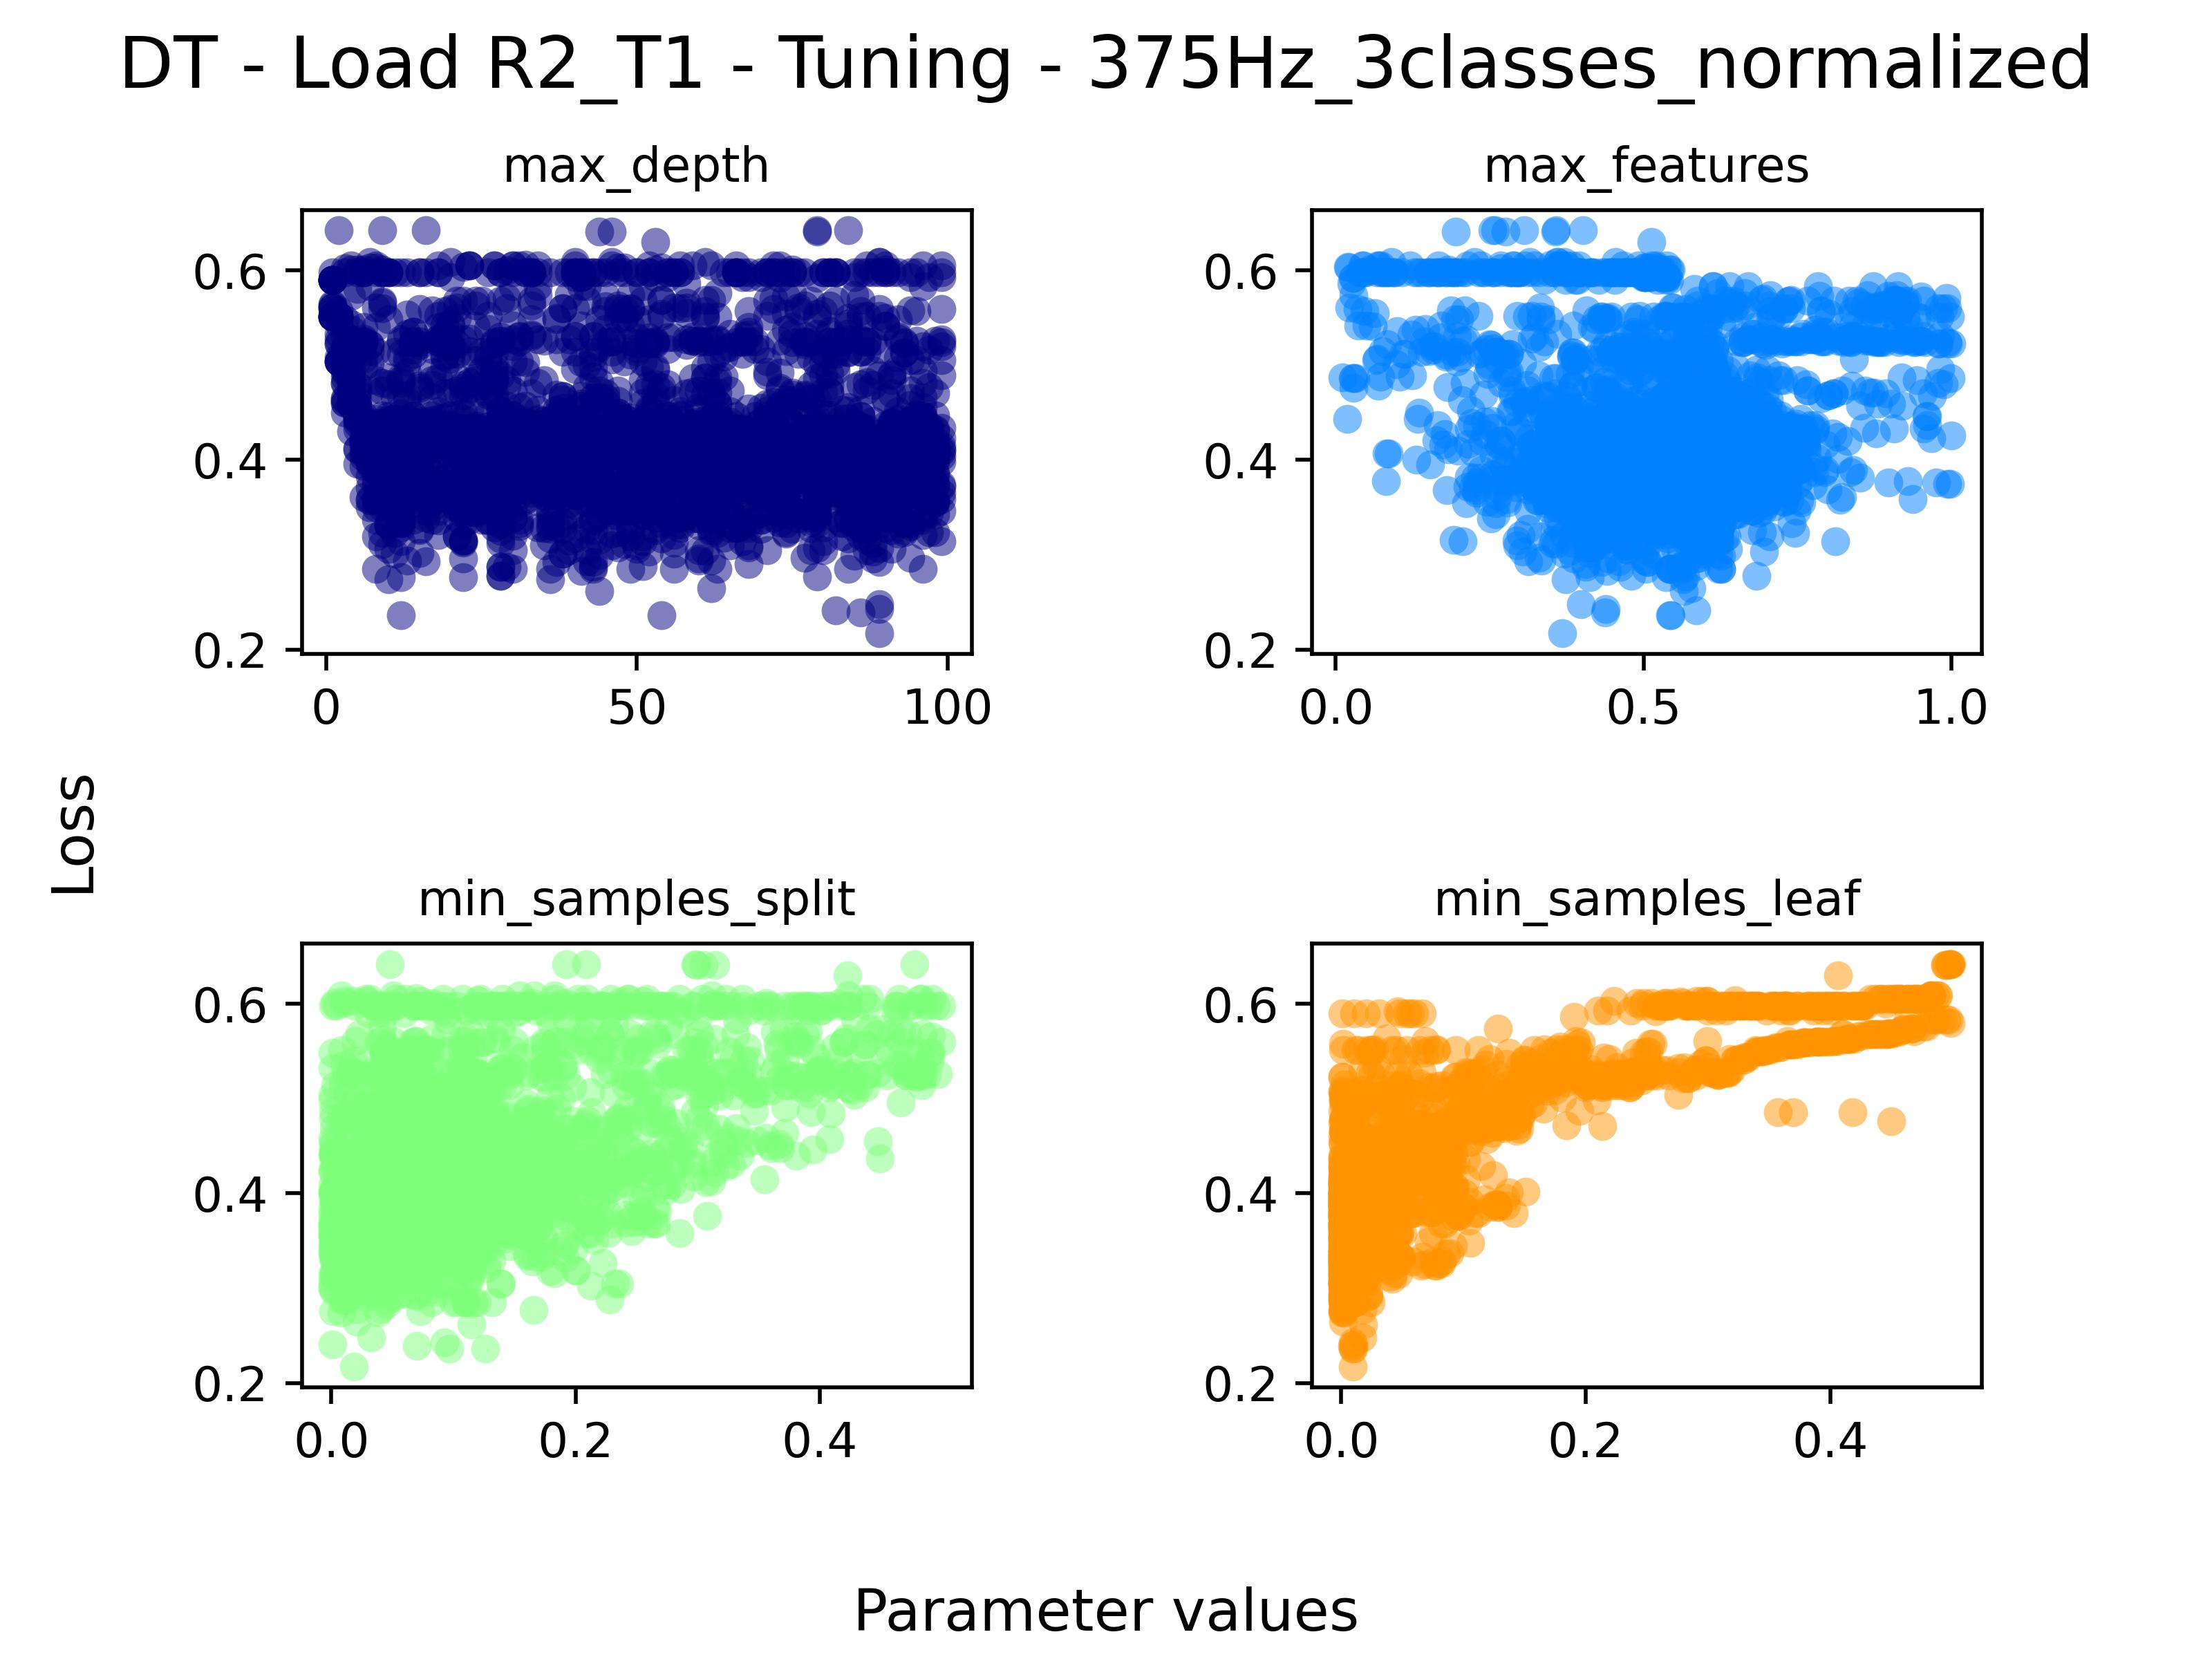 DT - Load R2_T1 - Tuning - 375Hz_3classes_normalized
max_depth
0.6
0.4
0.2
0 50 100
max_features
0.6
0.4
0.2
0.0 0.5 1.0
Loss
min_samples_split
0.6
0.4
0.2
0.0 0.2 0.4
min_samples_leaf
0.6
0.4
0.2
0.0 0.2 0.4
Parameter values